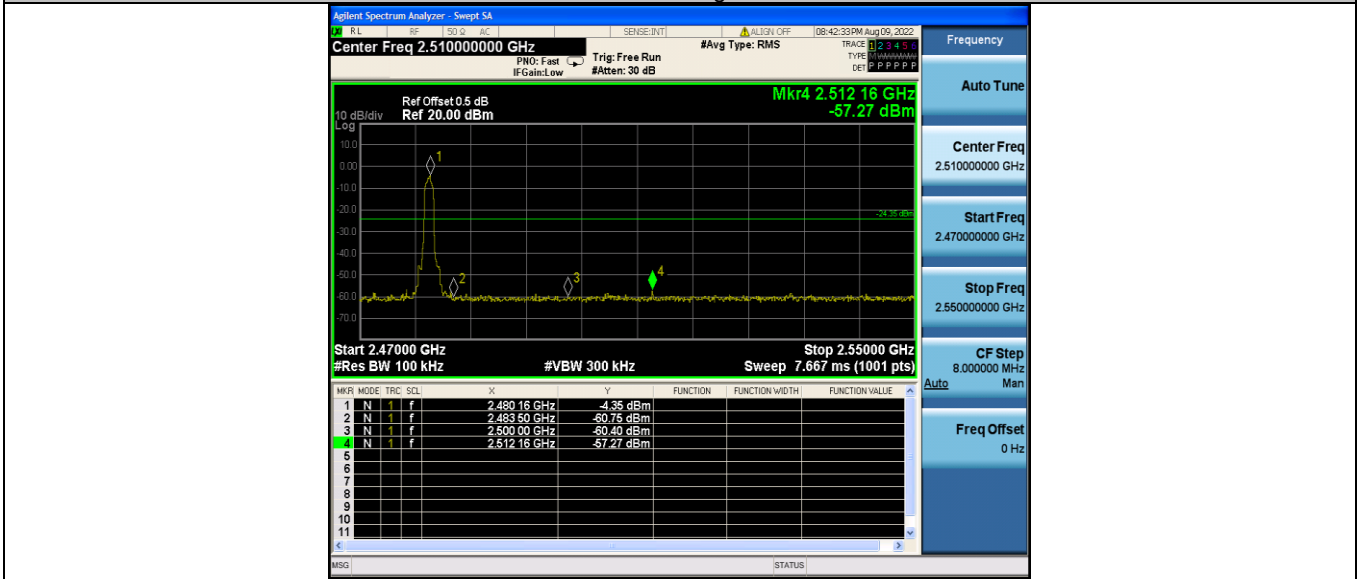 Agilent Spectrum Analyzer - Swept SA
RL RF 50 Ω AC SENSE:INT ALIGN OFF 08:42:33PM Aug 09, 2022
Center Freq 2.510000000 GHz
#Avg Type: RMS
TRACE 1 2 3 4 5 6
PNO: Fast Trig: Free Run
TYPE MWWWWW
IFGain:Low #Atten: 30 dB
DET P P P P P P
Mkr4 2.512 16 GHz
-57.27 dBm
Ref Offset 0.5 dB
10 dB/div Ref 20.00 dBm
Log
10.0
0.00
-10.0
-20.0
-30.0
-40.0
-50.0
-60.0
-70.0
1
2
3
4
-24.35 dBm
Start 2.47000 GHz Stop 2.55000 GHz
#Res BW 100 kHz #VBW 300 kHz Sweep 7.667 ms (1001 pts)
MKR MODE TRC SCL X Y FUNCTION FUNCTION WIDTH FUNCTION VALUE
1 N 1 f 2.480 16 GHz -4.35 dBm
2 N 1 f 2.483 50 GHz -60.75 dBm
3 N 1 f 2.500 00 GHz -60.40 dBm
4 N 1 f 2.512 16 GHz -57.27 dBm
5
6
7
8
9
10
11
MSG STATUS
Frequency
Auto Tune
Center Freq
2.510000000 GHz
Start Freq
2.470000000 GHz
Stop Freq
2.550000000 GHz
CF Step
8.000000 MHz
Auto Man
Freq Offset
0 Hz